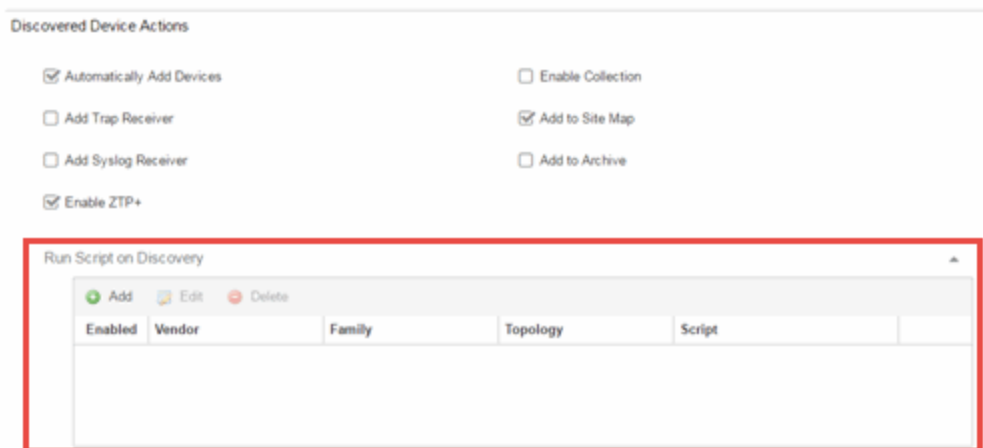 Discovered Device Actions
Automatically Add Devices Enable Collection
Add Trap Receiver Add to Site Map
Add Syslog Receiver Add to Archive
Enable ZTP+
Run Script on Discovery
Add Edit Delete
Enabled Vendor Family Topology Script